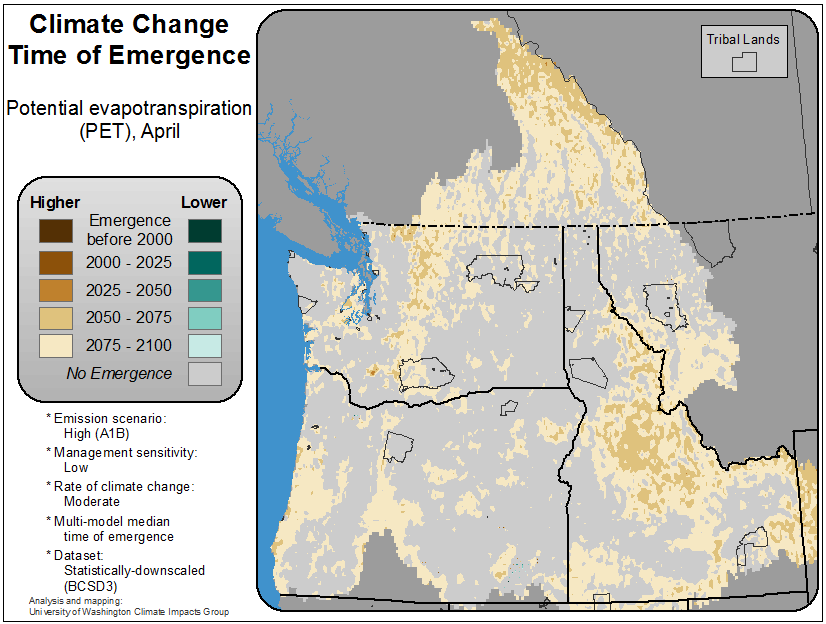 Climate Change
Time of Emergence
Potential evapotranspiration
(PET), April
Higher
Lower
Emergence
before 2000
2000 - 2025
2025 - 2050
2050 - 2075
2075 - 2100
No Emergence
* Emission scenario:
High (A1B)
* Management sensitivity:
Low
* Rate of climate change:
Moderate
* Multi-model median
time of emergence
* Dataset:
Statistically-downscaled
(BCSD3)
Analysis and mapping:
University of Washington Climate Impacts Group
Tribal Lands